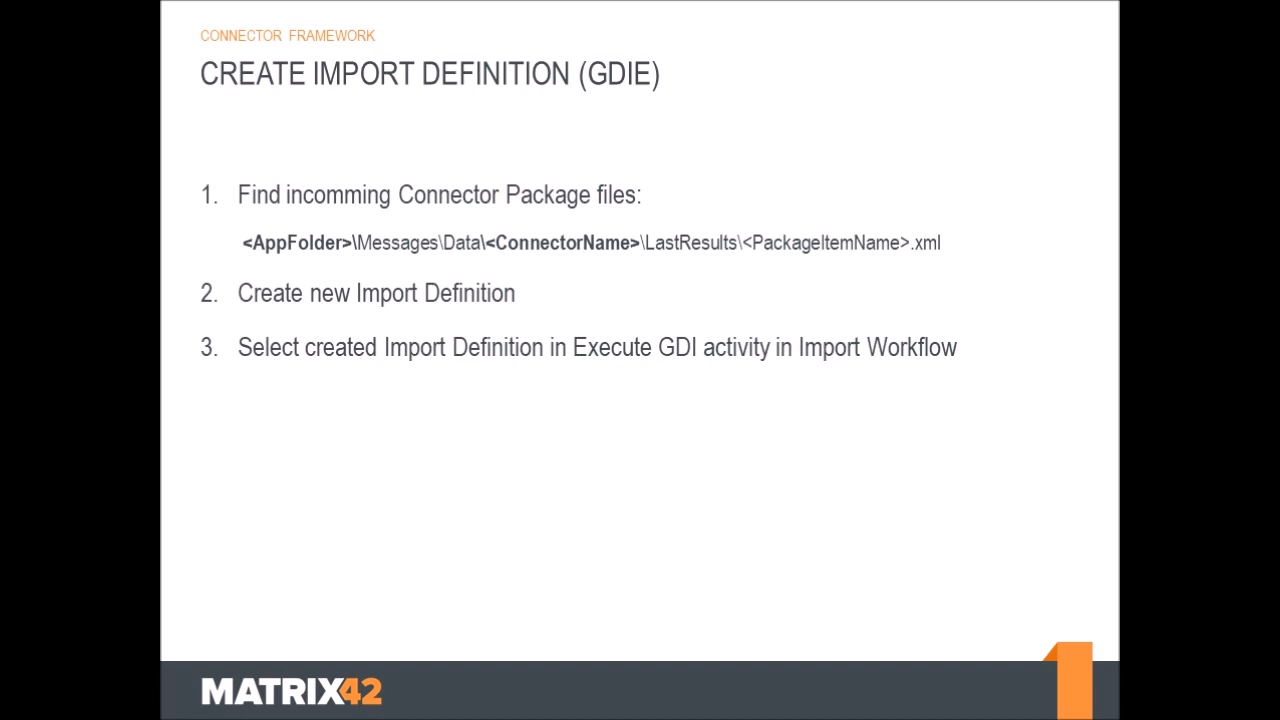 CONNECTOR FRAMEWORK
CREATE IMPORT DEFINITION (GDIE)
1. Find incomming Connector Package files:
<AppFolder>\Messages\Data\<ConnectorName>\LastResults\<PackageItemName>.xml
2. Create new Import Definition
3. Select created Import Definition in Execute GDI activity in Import Workflow
MATRIX42
1